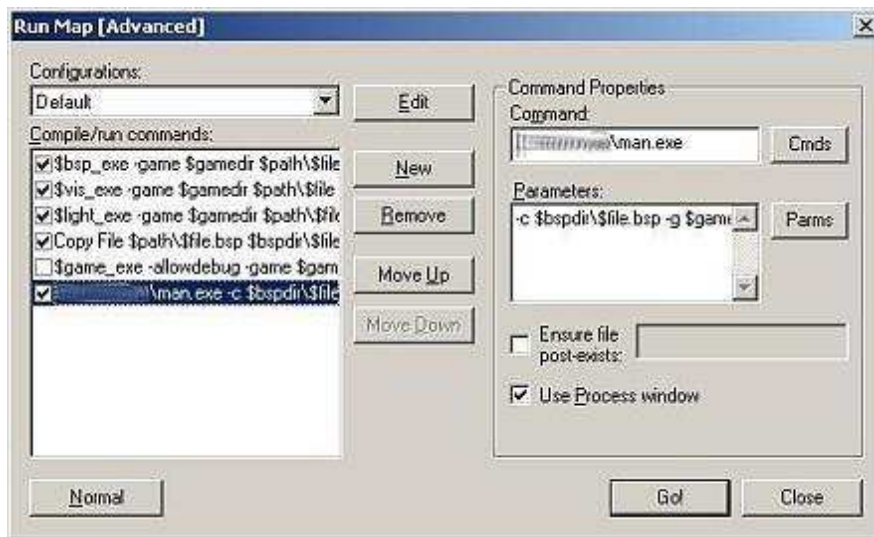 Run Map [Advanced]
Configurations:
Default
Edit
Compile/run commands:
$bsp_exe -game $gamedir $path\$file
$vis_exe -game $gamedir $path\$file
$light_exe -game $gamedir $path\$file
Copy File $path\$file.bsp $bspdir\$file
$game_exe -allowdebug -game $gam
\man.exe -c $bspdir\$file
New
Remove
Move Up
Move Down
Normal
Command Properties
Command:
\man.exe
Cmds
Parameters:
-c $bspdir\$file.bsp -g $game
Parms
Ensure file
post-exists:
Use Process window
Go!
Close